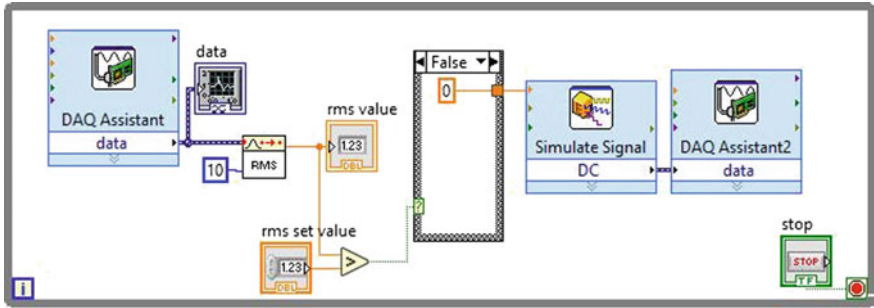 DAQ Assistant
data
data
10
RMS
rms value
1.23
DBL
rms set value
1.23
DBL
>
?
False
0
Simulate Signal
DC
DAQ Assistant2
data
stop
STOP
TF
i